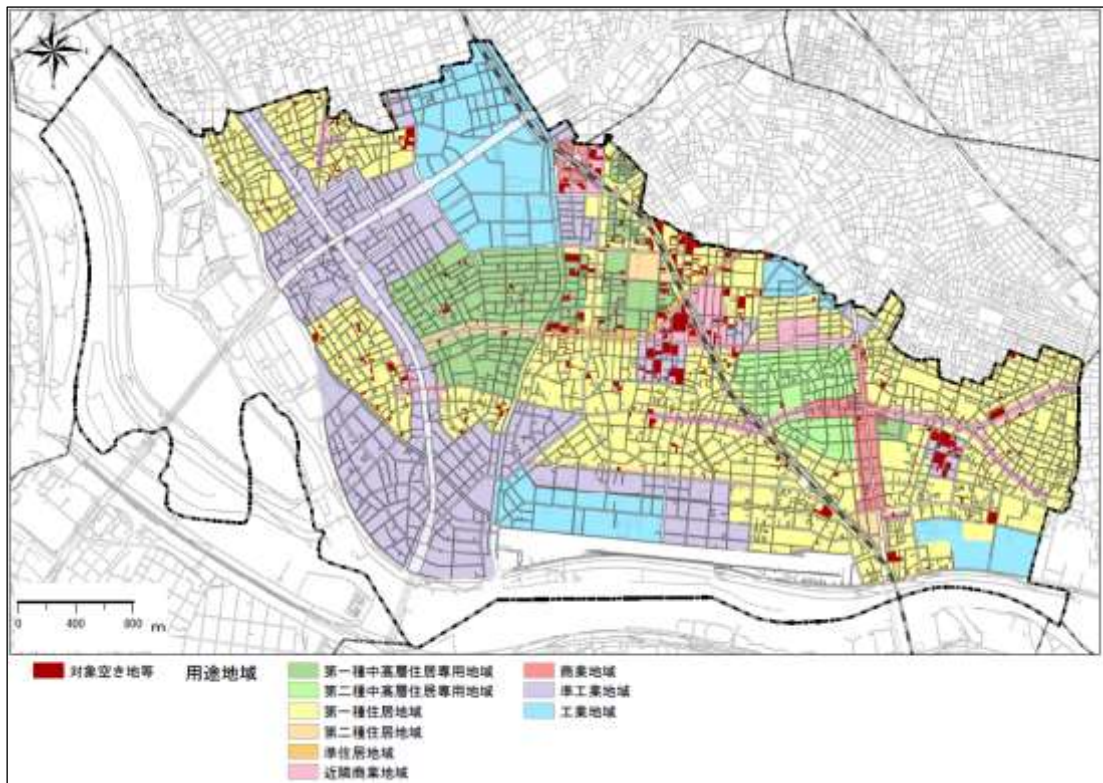 0 400 800 m
対象空き地等
用途地域
第一種中高層住居専用地域
第二種中高層住居専用地域
第一種住居地域
第二種住居地域
準住居地域
近隣商業地域
商業地域
準工業地域
工業地域